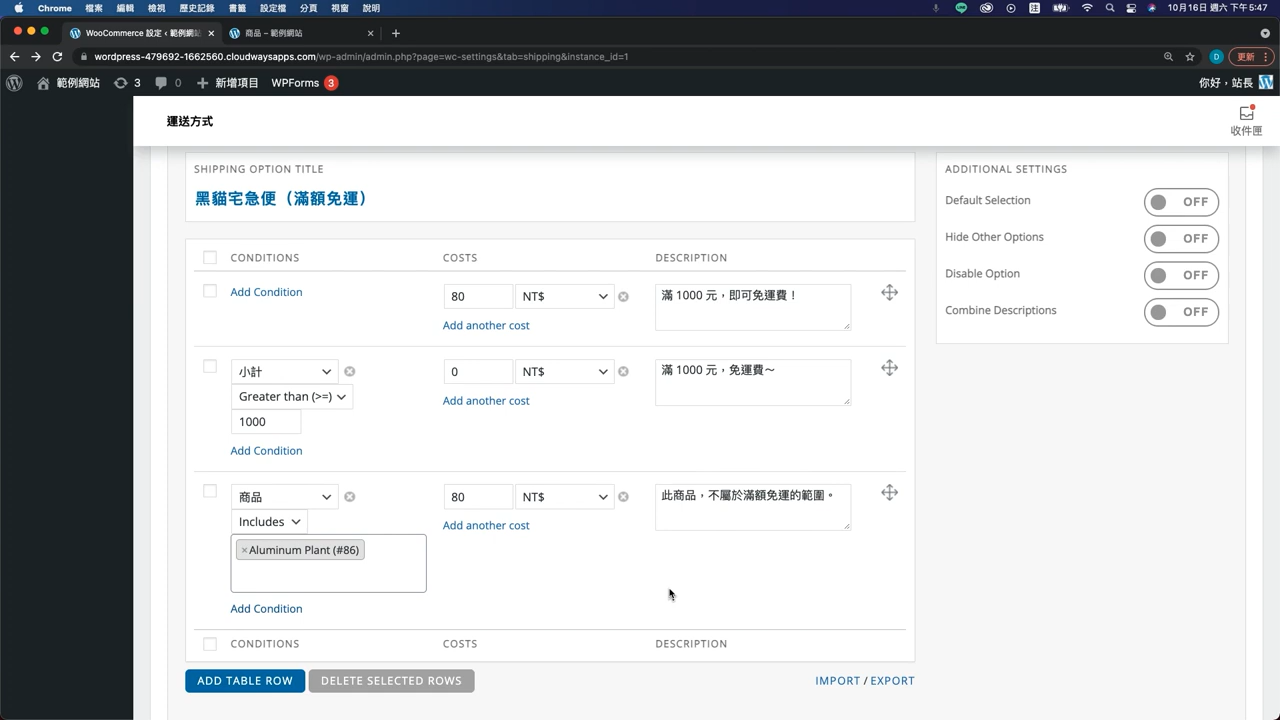 Chrome 檔案 編輯 檢視 歷史記錄 書籤 設定檔 分頁 視窗 說明
注 10月16日 週六 下午5:47
WooCommerce 設定 ‹ 範例網站
商品 – 範例網站
wordpress-479692-1662560.cloudwaysapps.com/wp-admin/admin.php?page=wc-settings&tab=shipping&instance_id=1
D 更新
範例網站 3 0 新增項目 WPForms 3
你好，站長
運送方式
收件匣
SHIPPING OPTION TITLE
黑貓宅急便（滿額免運）
CONDITIONS COSTS DESCRIPTION
Add Condition 80 NT$ 滿 1000 元，即可免運費！
Add another cost
小計 0 NT$ 滿 1000 元，免運費～
Greater than (>=) Add another cost
1000
Add Condition
商品 80 NT$ 此商品，不屬於滿額免運的範圍。
Includes Add another cost
×Aluminum Plant (#86)
Add Condition
CONDITIONS COSTS DESCRIPTION
ADD TABLE ROW DELETE SELECTED ROWS IMPORT / EXPORT
ADDITIONAL SETTINGS
Default Selection OFF
Hide Other Options OFF
Disable Option OFF
Combine Descriptions OFF